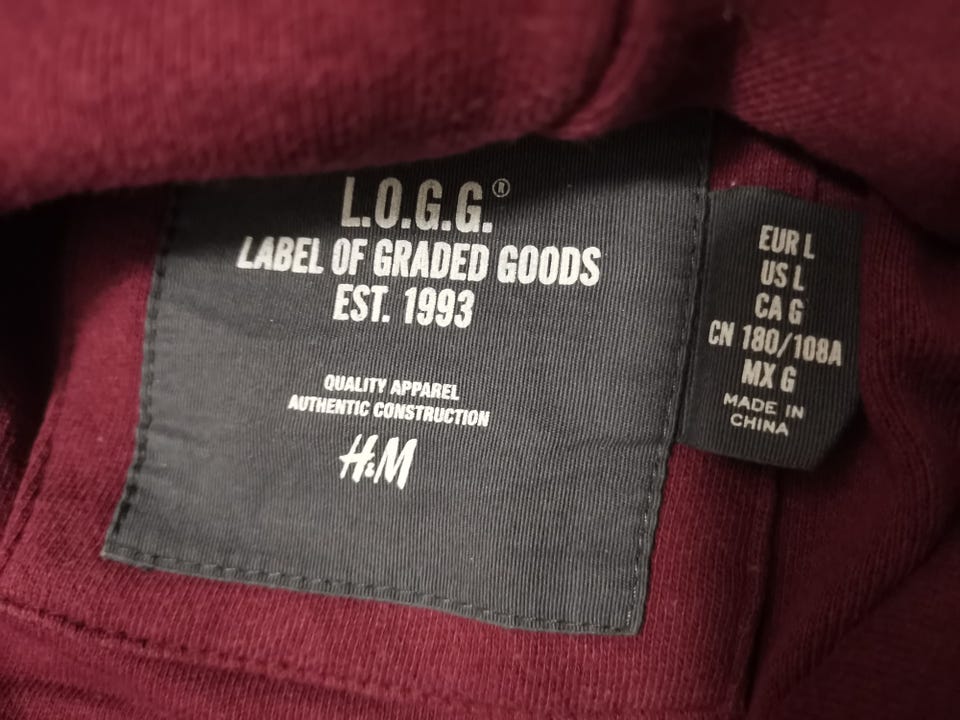 L.O.G.G.®
LABEL OF GRADED GOODS
EST. 1993
QUALITY APPAREL
AUTHENTIC CONSTRUCTION
H&M
EUR L
US L
CA G
CN 180/108A
MX G
MADE IN
CHINA